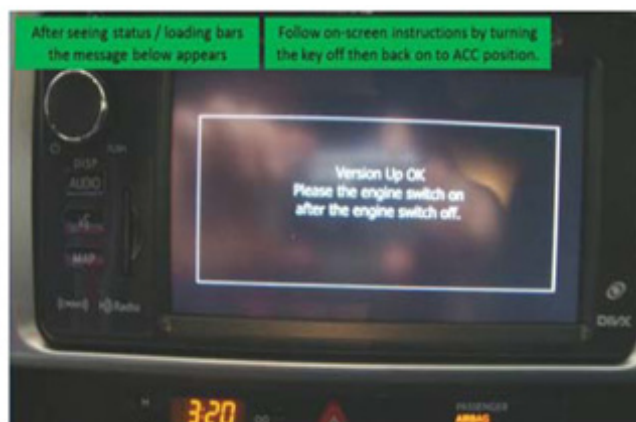 After seeing status / loading bars
the message below appears
Follow on-screen instructions by turning
the key off then back on to ACC position.
Version Up OK
Please the engine switch on
after the engine switch off.
DISP
AUDIO
MAP
HD Radio
DIVX
3:20
PASSENGER
AIRBAG